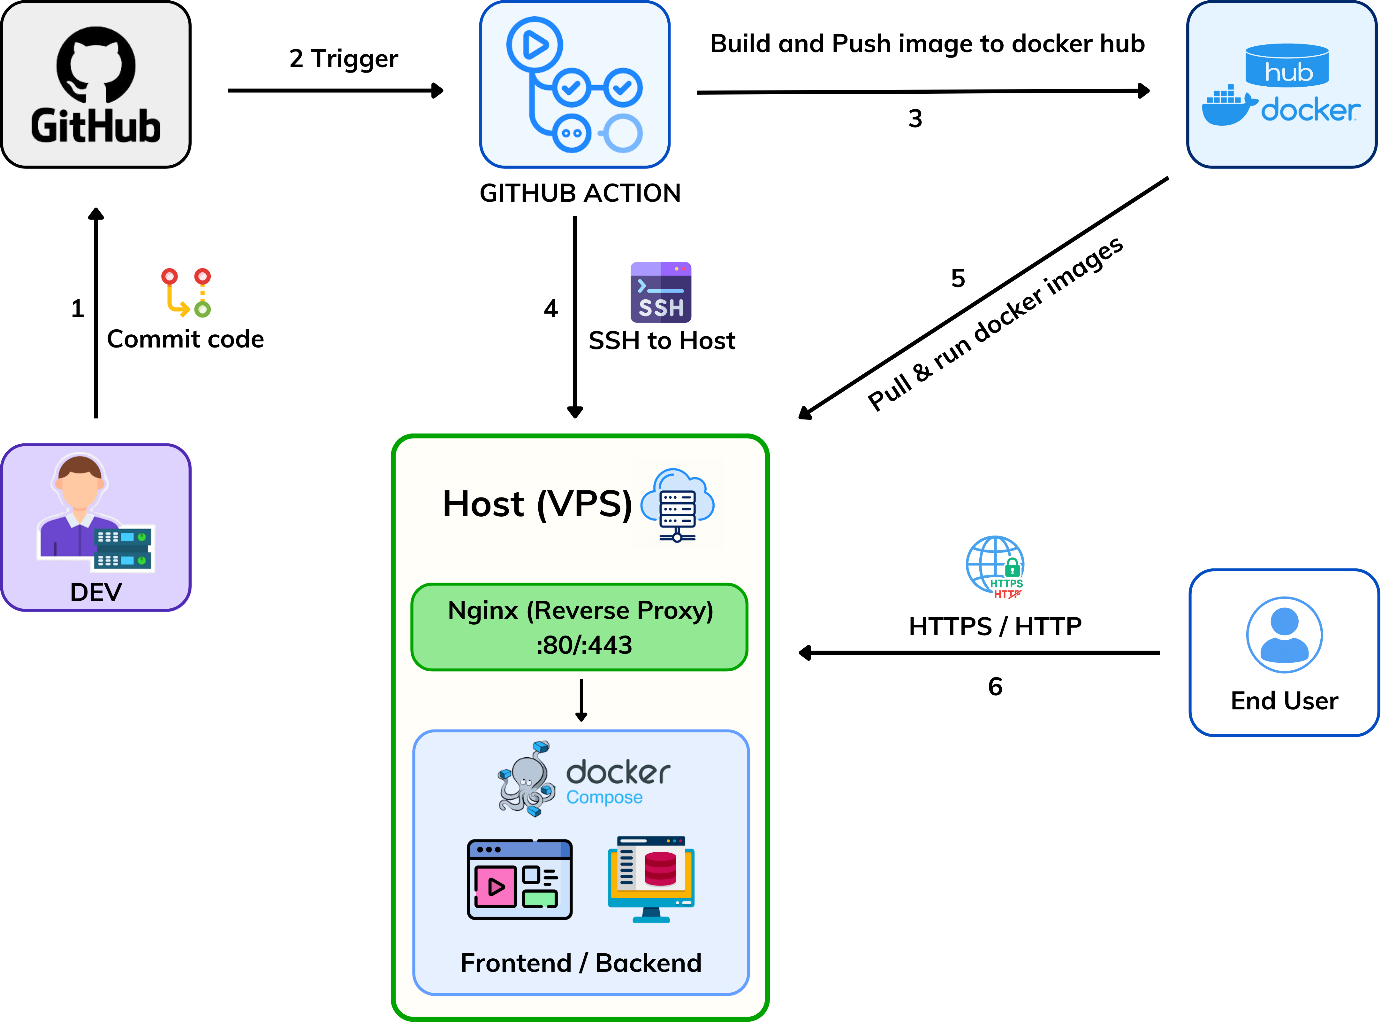 GitHub
2 Trigger
GITHUB ACTION
Build and Push image to docker hub
3
hub
docker
1
Commit code
4
SSH
SSH to Host
5
Pull & run docker images
DEV
Host (VPS)
Nginx (Reverse Proxy)
:80/:443
HTTPS
HTTP
HTTPS / HTTP
6
End User
docker
Compose
Frontend / Backend